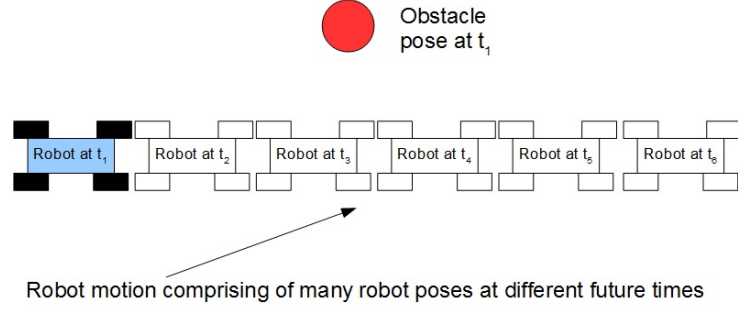 Obstacle
pose at t₁
Robot at t₁
Robot at t₂
Robot at t₃
Robot at t₄
Robot at t₅
Robot at t₆
Robot motion comprising of many robot poses at different future times